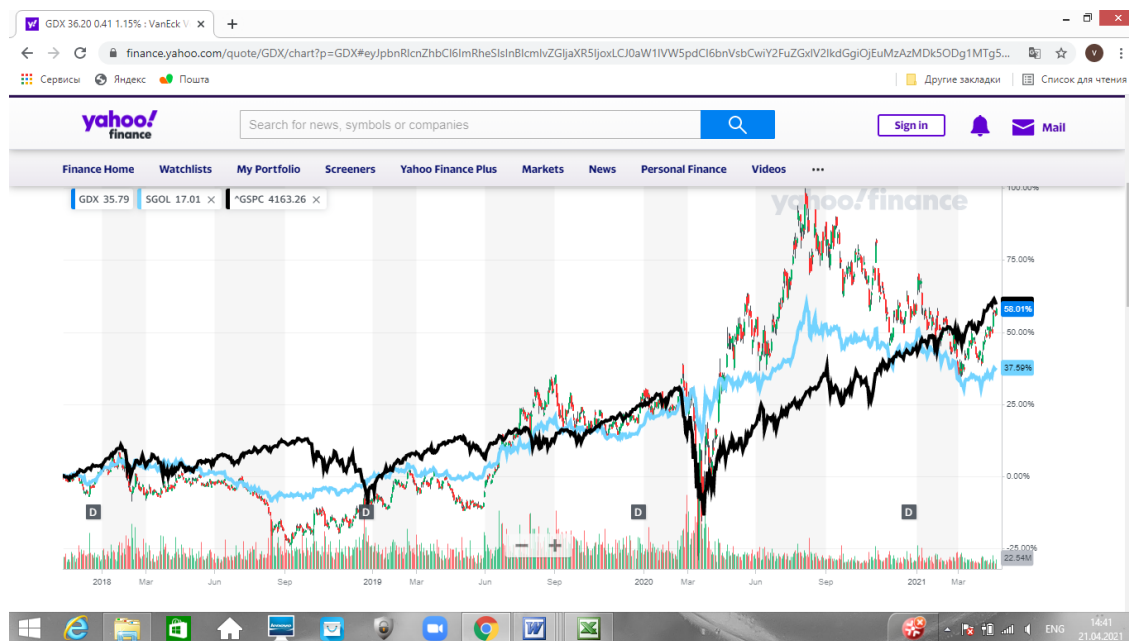 GDX 36.20 0.41 1.15% : VanEck V
finance.yahoo.com/quote/GDX/chart?p=GDX#eyJpbnRlcnZhbCI6ImRheSIsInBlcmlvZGljaXR5IjoxLCJ0aW1lVW5pdCI6bnVsbCwiY2FuZGxlV2lkdGgiOjEuMzAzMDk5ODg1MTg5...
V
Сервисы Яндекс Почта Другие закладки Список для чтения
yahoo!
finance
Search for news, symbols or companies
Sign in
Mail
Finance Home Watchlists My Portfolio Screeners Yahoo Finance Plus Markets News Personal Finance Videos ...
GDX 35.79 SGOL 17.01 ^GSPC 4163.26
100.00%
yahoo!finance
75.00%
58.01%
50.00%
37.59%
25.00%
0.00%
D D D D
-25.00%
22.54M
2018 Mar Jun Sep 2019 Mar Jun Sep 2020 Mar Jun Sep 2021 Mar
lenovo
W
ENG
14:41
21.04.2021